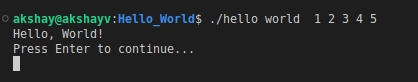 akshay@akshayv:Hello_World$ ./hello world  1 2 3 4 5
Hello, World!
Press Enter to continue...